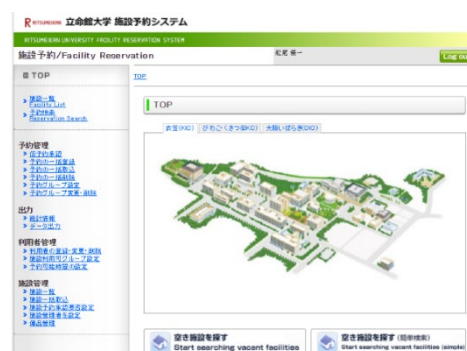 RITSUMEIKAN 立命館大学 施設予約システム
RITSUMEIKAN UNIVERSITY FACILITY RESERVATION SYSTEM
施設予約/Facility Reservation
Log ou
TOP
TOP
施設一覧
Facility List
予約検索
Reservation Search
TOP
衣笠(KIC) びわこ・くさつ(BKC) 大阪いばらき(OIC)
予約管理
仮予約承認
予約の一括登録
予約の一括取込
予約の一括削除
予約グループ設定
予約グループ変更・削除
出力
統計情報
データ出力
利用者管理
利用者の登録・変更・削除
施設利用可グループ設定
予約可能時間の設定
施設管理
施設一覧
施設一括取込
施設予約承認要否設定
施設管理者を設定
備品管理
空き施設を探す
Start searching vacant facilities
空き施設を探す (簡単検索)
Start searching vacant facilities (simple)